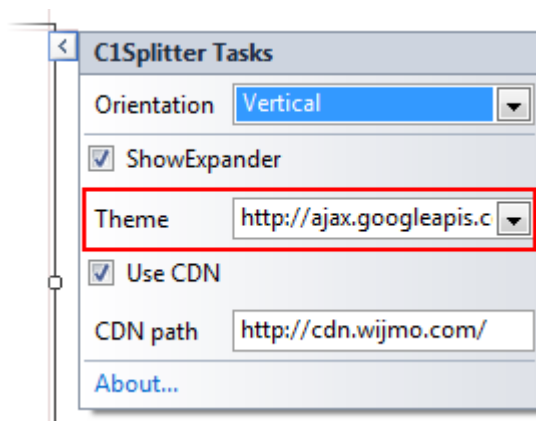 C1Splitter Tasks
Orientation Vertical
ShowExpander
Theme http://ajax.googleapis.c
Use CDN
CDN path http://cdn.wijmo.com/
About...